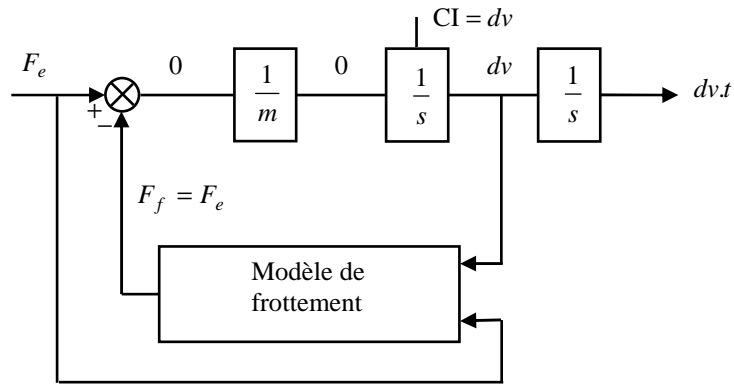 CI = dv
F_e 0 1/m 0 1/s dv 1/s dv.t
+
−
F_f = F_e
Modèle de
frottement